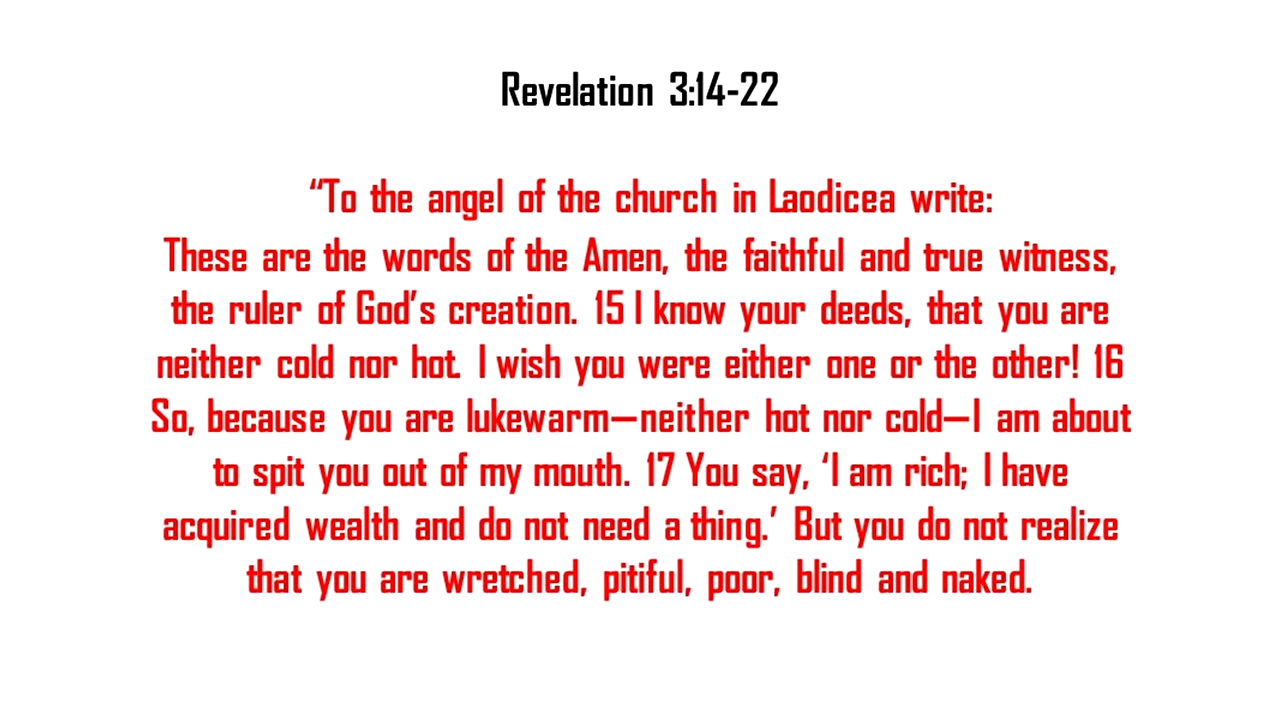 Revelation 3:14-22
“To the angel of the church in Laodicea write:
These are the words of the Amen, the faithful and true witness,
the ruler of God’s creation. 15 I know your deeds, that you are
neither cold nor hot. I wish you were either one or the other! 16
So, because you are lukewarm—neither hot nor cold—I am about
to spit you out of my mouth. 17 You say, ‘I am rich; I have
acquired wealth and do not need a thing.’ But you do not realize
that you are wretched, pitiful, poor, blind and naked.